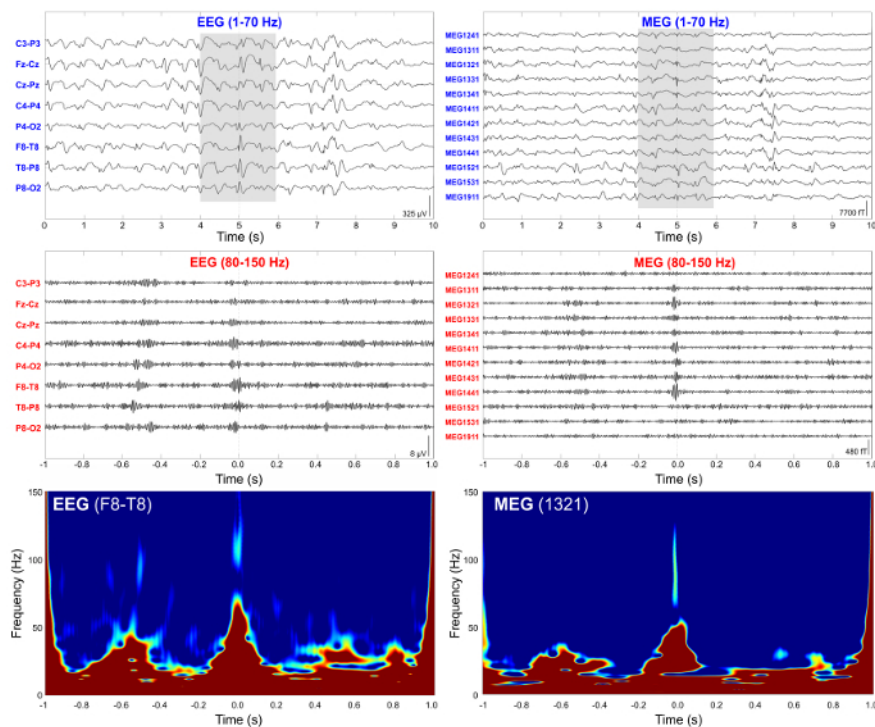 EEG (1-70 Hz)
C3-P3
Fz-Cz
Cz-Pz
C4-P4
P4-O2
F8-T8
T8-P8
P8-O2
325 µV
0 1 2 3 4 5 6 7 8 9 10
Time (s)
MEG (1-70 Hz)
MEG1241
MEG1311
MEG1321
MEG1331
MEG1341
MEG1411
MEG1421
MEG1431
MEG1441
MEG1521
MEG1531
MEG1911
7700 fT
0 1 2 3 4 5 6 7 8 9 10
Time (s)
EEG (80-150 Hz)
C3-P3
Fz-Cz
Cz-Pz
C4-P4
P4-O2
F8-T8
T8-P8
P8-O2
8 µV
-1 -0.8 -0.6 -0.4 -0.2 0.0 0.2 0.4 0.6 0.8 1.0
Time (s)
MEG (80-150 Hz)
MEG1241
MEG1311
MEG1321
MEG1331
MEG1341
MEG1411
MEG1421
MEG1431
MEG1441
MEG1521
MEG1531
MEG1911
480 fT
-1 -0.8 -0.6 -0.4 -0.2 0.0 0.2 0.4 0.6 0.8 1.0
Time (s)
EEG (F8-T8)
Frequency (Hz)
150
100
50
0
-1 -0.8 -0.6 -0.4 -0.2 0.0 0.2 0.4 0.6 0.8 1.0
Time (s)
MEG (1321)
Frequency (Hz)
150
100
50
0
-1 -0.8 -0.6 -0.4 -0.2 0.0 0.2 0.4 0.6 0.8 1.0
Time (s)